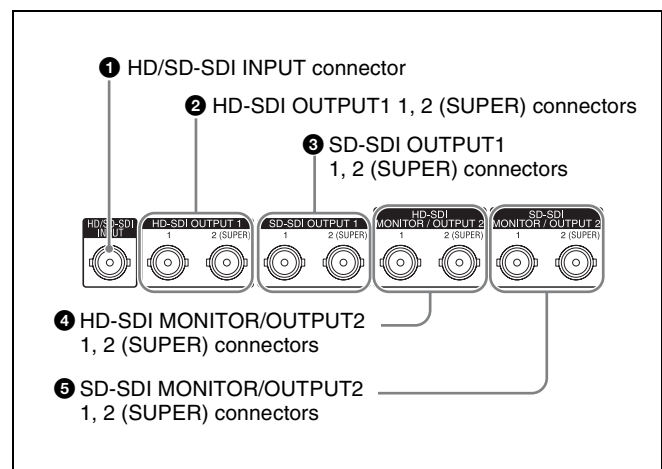 ❶ HD/SD-SDI INPUT connector
❷ HD-SDI OUTPUT1 1, 2 (SUPER) connectors
❸ SD-SDI OUTPUT1
1, 2 (SUPER) connectors
HD/SD-SDI
INPUT
HD-SDI OUTPUT 1
1 2 (SUPER)
SD-SDI OUTPUT 1
1 2 (SUPER)
HD-SDI
MONITOR / OUTPUT 2
1 2 (SUPER)
SD-SDI
MONITOR / OUTPUT 2
1 2 (SUPER)
❹ HD-SDI MONITOR/OUTPUT2
1, 2 (SUPER) connectors
❺ SD-SDI MONITOR/OUTPUT2
1, 2 (SUPER) connectors